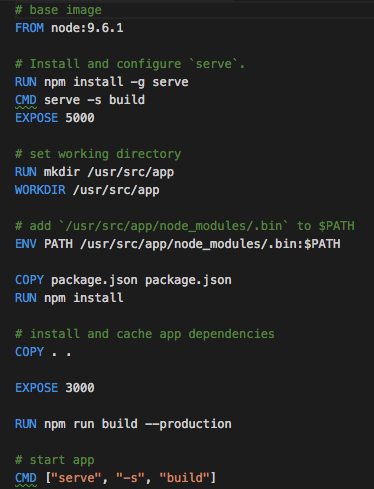 # base image
FROM node:9.6.1
# Install and configure `serve`.
RUN npm install -g serve
CMD serve -s build
EXPOSE 5000
# set working directory
RUN mkdir /usr/src/app
WORKDIR /usr/src/app
# add `/usr/src/app/node_modules/.bin` to $PATH
ENV PATH /usr/src/app/node_modules/.bin:$PATH
COPY package.json package.json
RUN npm install
# install and cache app dependencies
COPY . .
EXPOSE 3000
RUN npm run build --production
# start app
CMD ["serve", "-s", "build"]